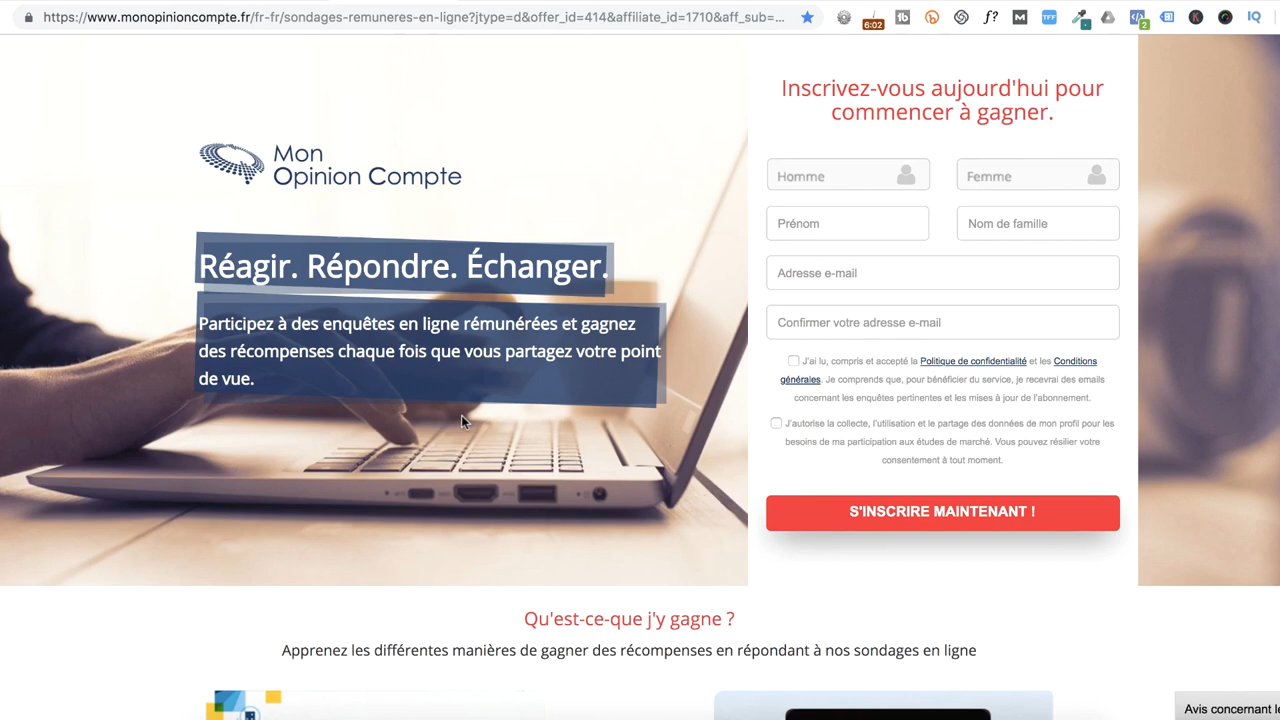 https://www.monopinioncompte.fr/fr-fr/sondages-remuneres-en-ligne?jtype=d&offer_id=414&affiliate_id=1710&aff_sub=...
6:02
tb
f?
M
TFF
2
K
IQ
Inscrivez-vous aujourd'hui pour
commencer à gagner.
Mon
Opinion Compte
Homme
Femme
Prénom
Nom de famille
Réagir. Répondre. Échanger.
Adresse e-mail
Participez à des enquêtes en ligne rémunérées et gagnez
des récompenses chaque fois que vous partagez votre point
de vue.
Confirmer votre adresse e-mail
J'ai lu, compris et accepté la Politique de confidentialité et les Conditions
générales. Je comprends que, pour bénéficier du service, je recevrai des emails
concernant les enquêtes pertinentes et les mises à jour de l'abonnement.
J'autorise la collecte, l'utilisation et le partage des données de mon profil pour les
besoins de ma participation aux études de marché. Vous pouvez résilier votre
consentement à tout moment.
S'INSCRIRE MAINTENANT !
Qu'est-ce-que j'y gagne ?
Apprenez les différentes manières de gagner des récompenses en répondant à nos sondages en ligne
Avis concernant le